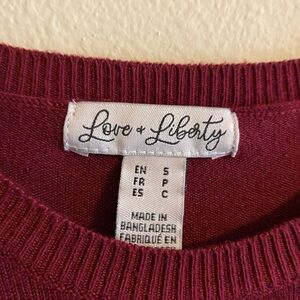 Love & Liberty
EN S
FR P
ES C
MADE IN
BANGLADESH
FABRIQUÉ EN